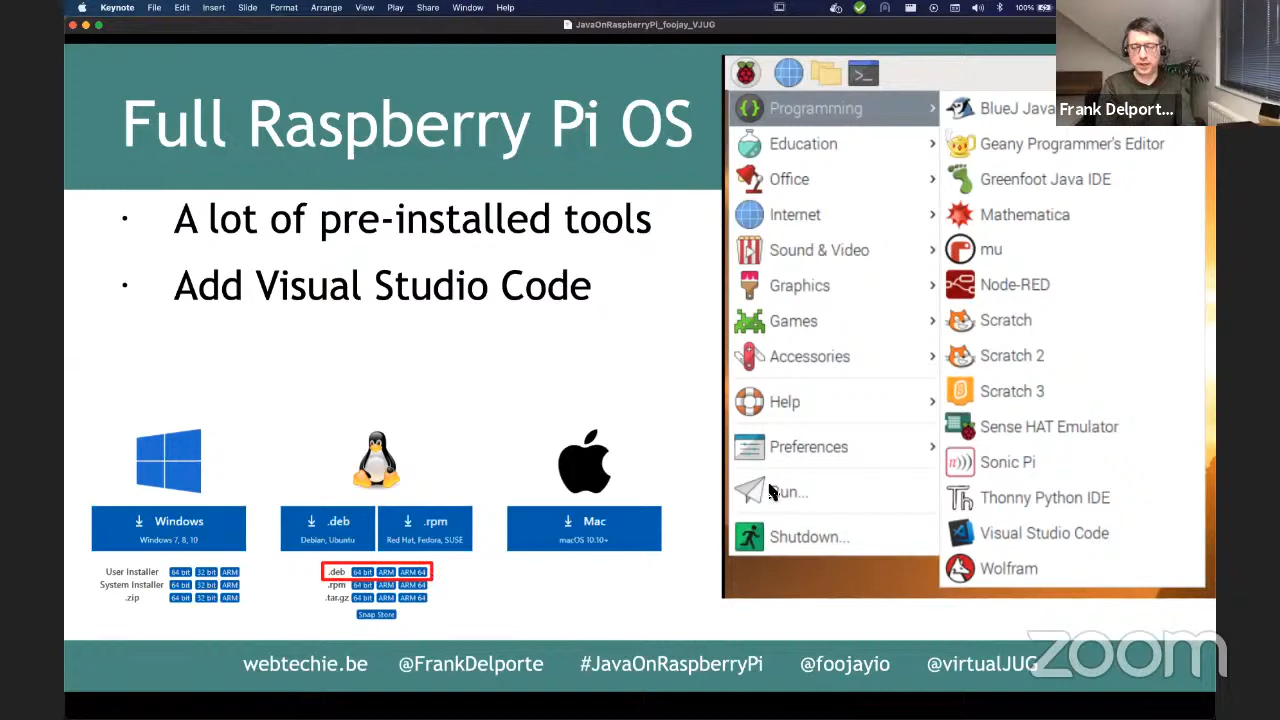 Keynote File Edit Insert Slide Format Arrange View Play Share Window Help
100%
JavaOnRaspberryPi_foojay_VJUG
Frank Delport...
Full Raspberry Pi OS
· A lot of pre-installed tools
· Add Visual Studio Code
Windows
Windows 7, 8, 10
User Installer 64 bit 32 bit ARM
System Installer 64 bit 32 bit ARM
.zip 64 bit 32 bit ARM
.deb
Debian, Ubuntu
.rpm
Red Hat, Fedora, SUSE
.deb 64 bit ARM ARM 64
.rpm 64 bit ARM ARM 64
.tar.gz 64 bit ARM ARM 64
Snap Store
Mac
macOS 10.10+
Programming
Education
Office
Internet
Sound & Video
Graphics
Games
Accessories
Help
Preferences
un...
Shutdown...
BlueJ Java
Geany Programmer's Editor
Greenfoot Java IDE
Mathematica
mu
Node-RED
Scratch
Scratch 2
Scratch 3
Sense HAT Emulator
Sonic Pi
Thonny Python IDE
Visual Studio Code
Wolfram
webtechie.be @FrankDelporte #JavaOnRaspberryPi @foojayio @virtualJUG
zoom